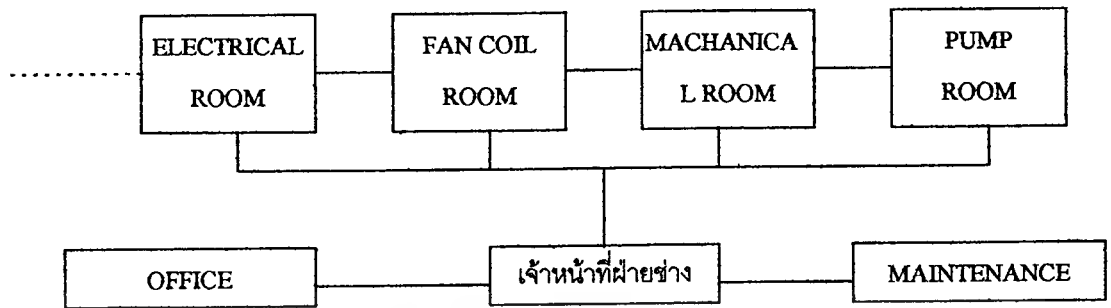 ELECTRICAL
ROOM
FAN COIL
ROOM
MACHANICA
L ROOM
PUMP
ROOM
OFFICE
เจ้าหน้าที่ฝ่ายช่าง
MAINTENANCE